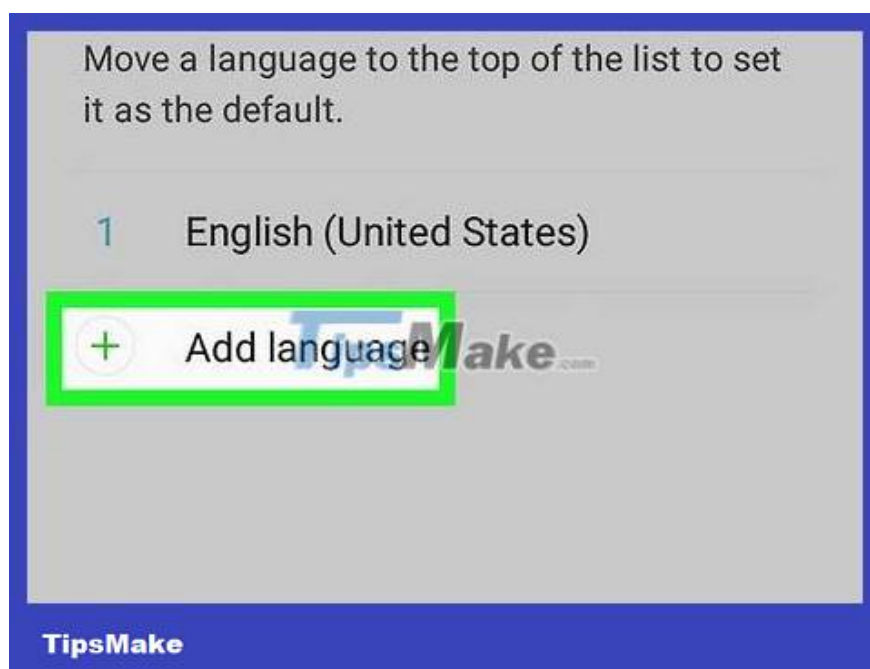 Move a language to the top of the list to set
it as the default.
1 English (United States)
+ Add language
TipsMake.com
TipsMake